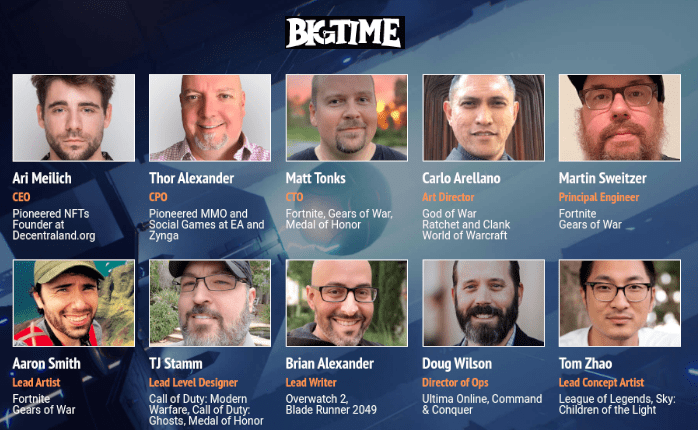 BIGTIME
Ari Meilich
CEO
Pioneered NFTs
Founder at
Decentraland.org
Thor Alexander
CPO
Pioneered MMO and
Social Games at EA and
Zynga
Matt Tonks
CTO
Fortnite, Gears of War,
Medal of Honor
Carlo Arellano
Art Director
God of War
Ratchet and Clank
World of Warcraft
Martin Sweitzer
Principal Engineer
Fortnite
Gears of War
Aaron Smith
Lead Artist
Fortnite
Gears of War
TJ Stamm
Lead Level Designer
Call of Duty: Modern
Warfare, Call of Duty:
Ghosts, Medal of Honor
Brian Alexander
Lead Writer
Overwatch 2,
Blade Runner 2049
Doug Wilson
Director of Ops
Ultima Online, Command
& Conquer
Tom Zhao
Lead Concept Artist
League of Legends, Sky:
Children of the Light